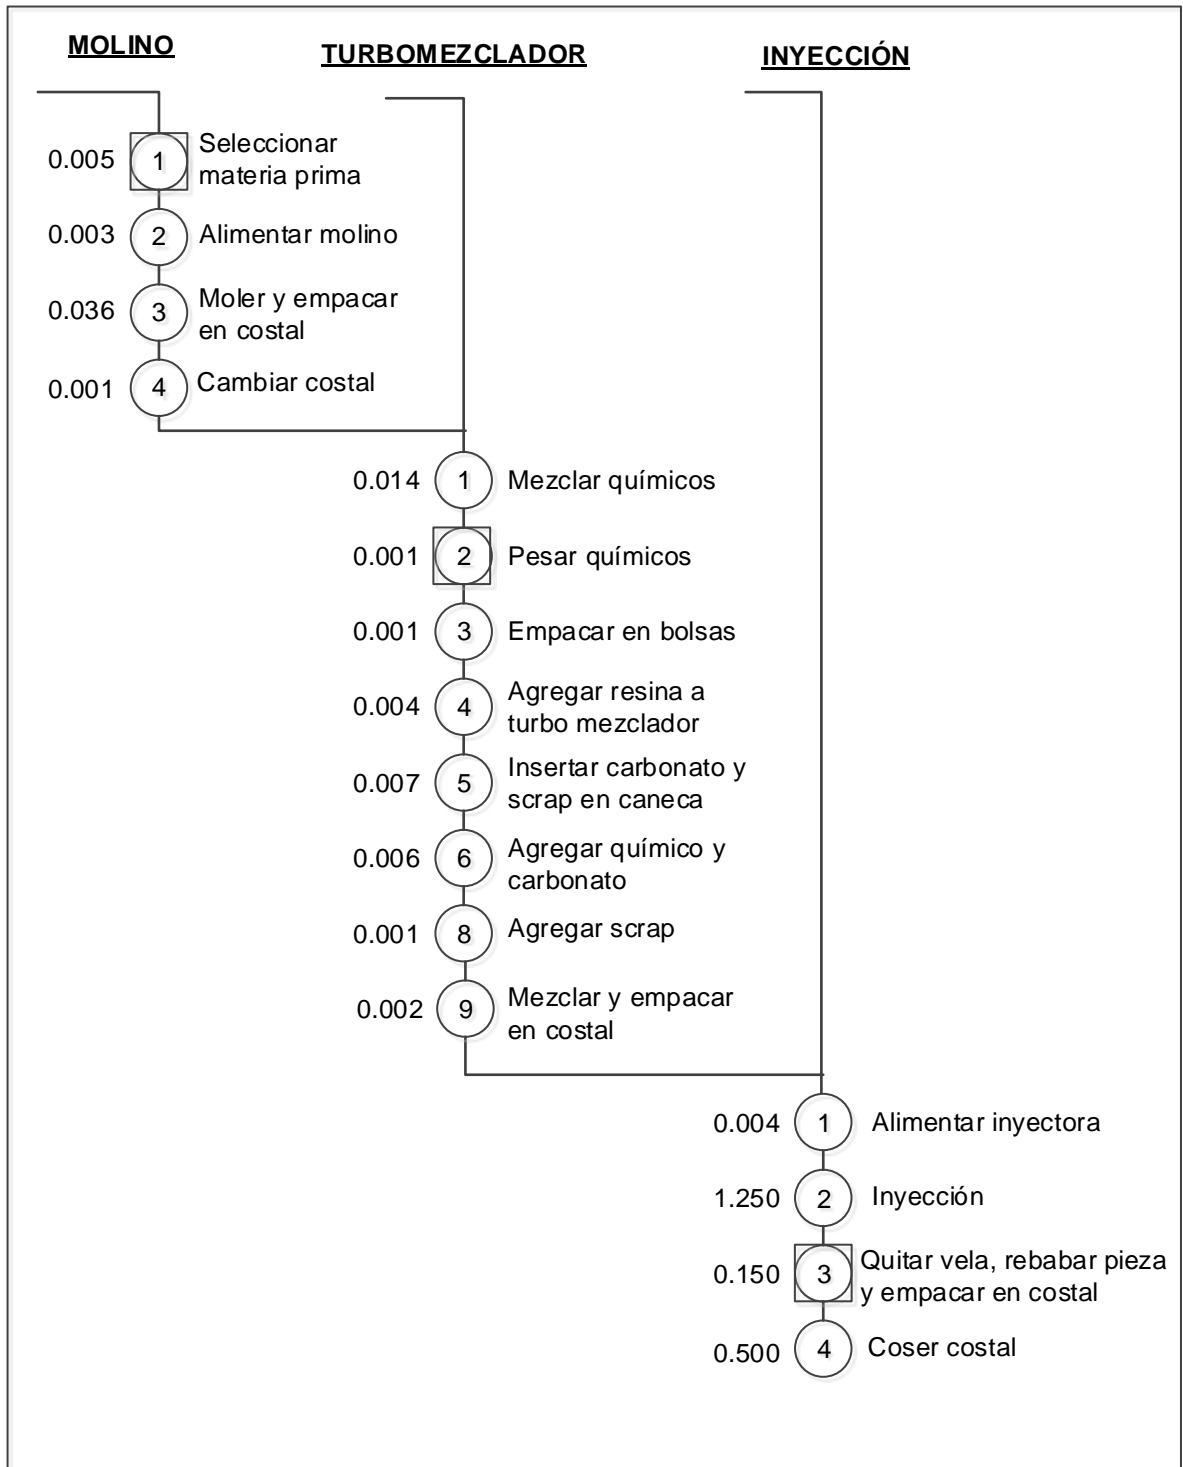 MOLINO
TURBOMEZCLADOR
INYECCIÓN
0.005
1
Seleccionar
materia prima
0.003
2
Alimentar molino
0.036
3
Moler y empacar
en costal
0.001
4
Cambiar costal
0.014
1
Mezclar químicos
0.001
2
Pesar químicos
0.001
3
Empacar en bolsas
0.004
4
Agregar resina a
turbo mezclador
0.007
5
Insertar carbonato y
scrap en caneca
0.006
6
Agregar químico y
carbonato
0.001
8
Agregar scrap
0.002
9
Mezclar y empacar
en costal
0.004
1
Alimentar inyectora
1.250
2
Inyección
0.150
3
Quitar vela, rebabar pieza
y empacar en costal
0.500
4
Coser costal